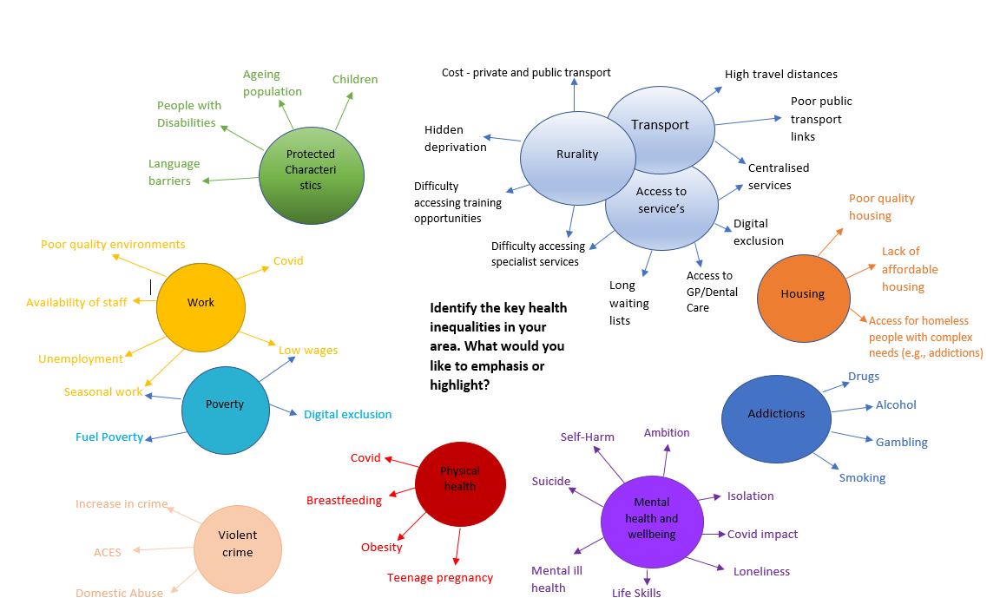 Ageing
population
Children
People with
Disabilities
Language
barriers
Protected
Characteri
stics
Cost - private and public transport
High travel distances
Poor public
transport
links
Transport
Hidden
deprivation
Rurality
Centralised
services
Difficulty
accessing training
opportunities
Access to
service’s
Digital
exclusion
Difficulty accessing
specialist services
Long
waiting
lists
Access to
GP/Dental
Care
Poor quality
housing
Lack of
affordable
housing
Housing
Access for homeless
people with complex
needs (e.g., addictions)
Poor quality environments
Covid
Availability of staff
Work
Unemployment
Low wages
Seasonal work
Identify the key health
inequalities in your
area. What would you
like to emphasis or
highlight?
Poverty
Digital exclusion
Fuel Poverty
Addictions
Drugs
Alcohol
Gambling
Smoking
Covid
Physical
health
Breastfeeding
Obesity
Teenage pregnancy
Self-Harm
Ambition
Suicide
Isolation
Mental
health and
wellbeing
Covid impact
Mental ill
health
Loneliness
Life Skills
Increase in crime
Violent
crime
ACES
Domestic Abuse